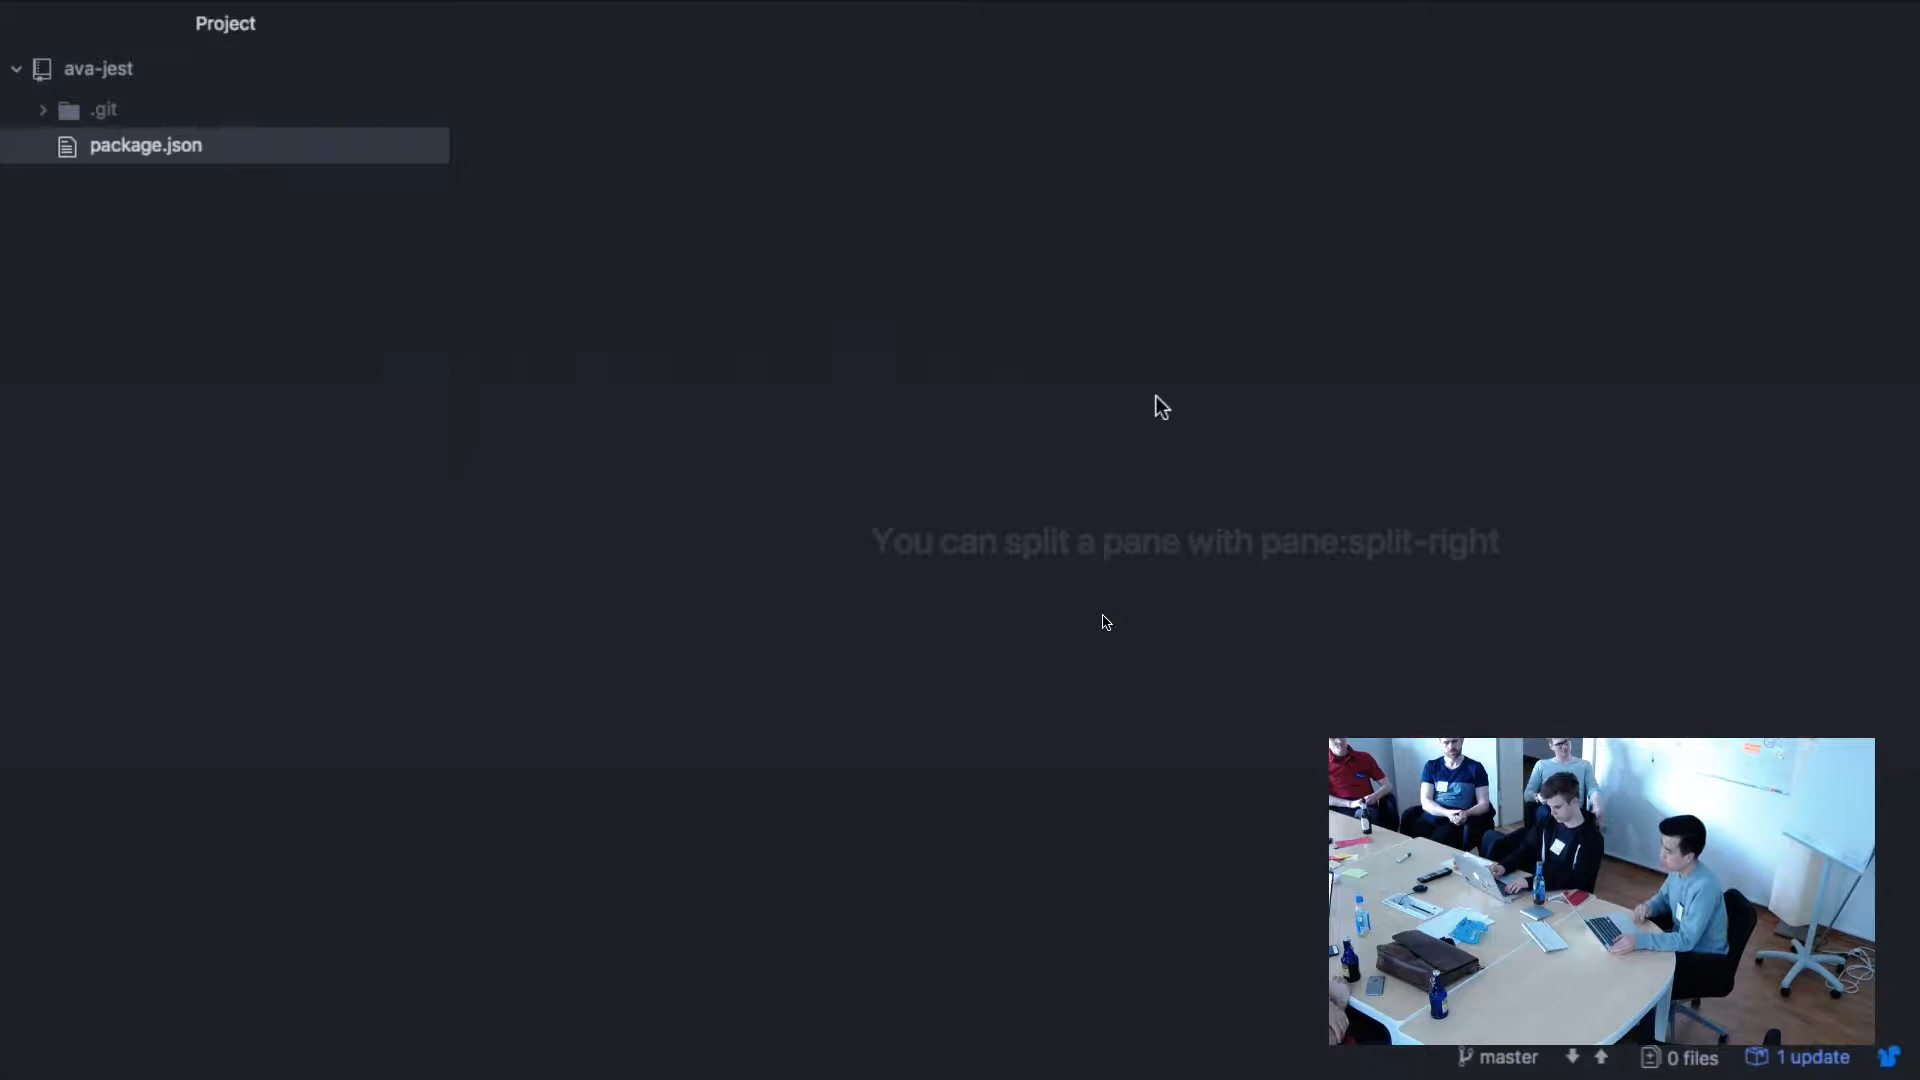 Project
ava-jest
.git
package.json
You can split a pane with pane:split-right
master
0 files
1 update